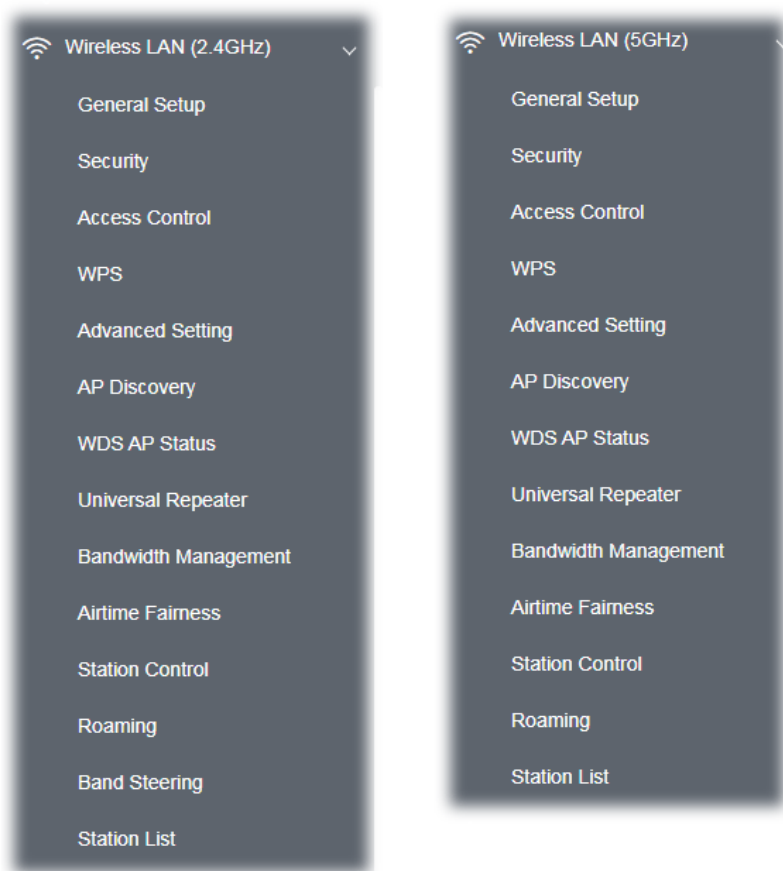 Wireless LAN (2.4GHz)
General Setup
Security
Access Control
WPS
Advanced Setting
AP Discovery
WDS AP Status
Universal Repeater
Bandwidth Management
Airtime Fairness
Station Control
Roaming
Band Steering
Station List
Wireless LAN (5GHz)
General Setup
Security
Access Control
WPS
Advanced Setting
AP Discovery
WDS AP Status
Universal Repeater
Bandwidth Management
Airtime Fairness
Station Control
Roaming
Station List